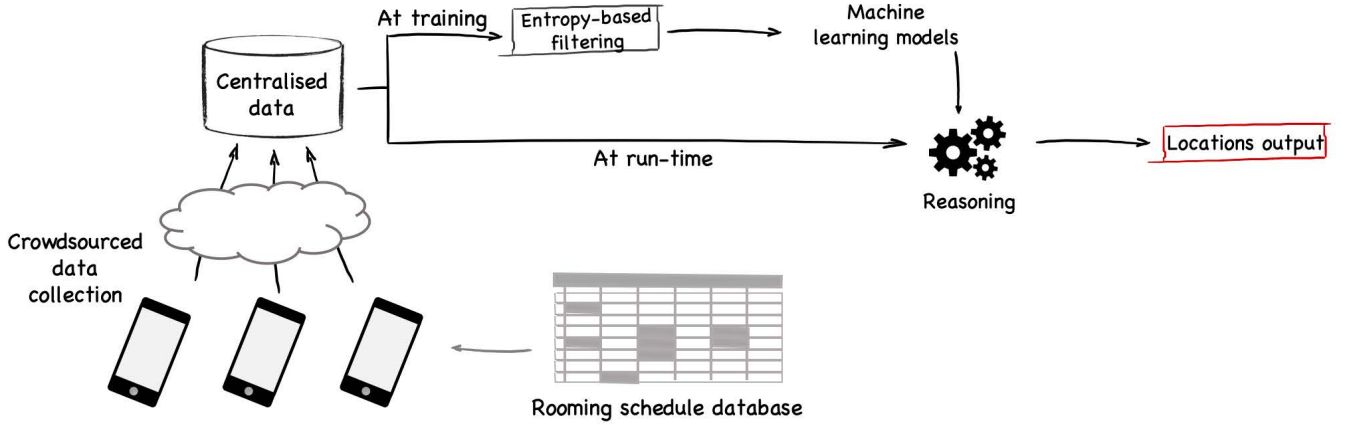 At training
Entropy-based
filtering
Machine
learning models
Centralised
data
At run-time
Locations output
Reasoning
Crowdsourced
data
collection
Rooming schedule database